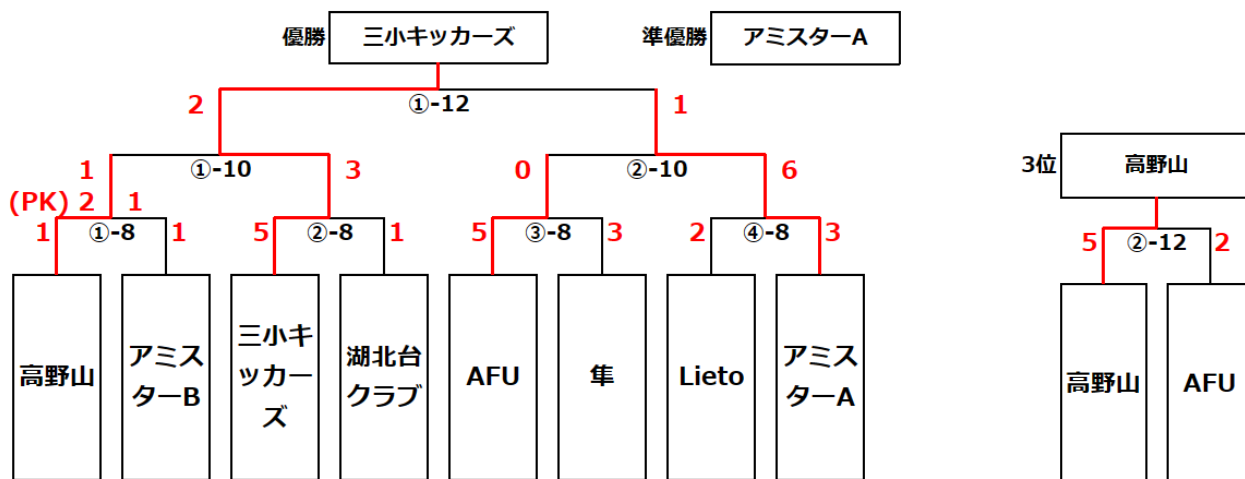 優勝 三小キッカーズ 準優勝 アミスターA
2 ①-12 1
1 ①-10 3 0 ②-10 6
(PK) 2 1
1 ①-8 1 5 ②-8 1 5 ③-8 3 2 ④-8 3
高野山
アミス
ターB
三小キ
ッカー
ズ
湖北台
クラブ
AFU
隼
Lieto
アミス
ターA
3位 高野山
5 ②-12 2
高野山
AFU